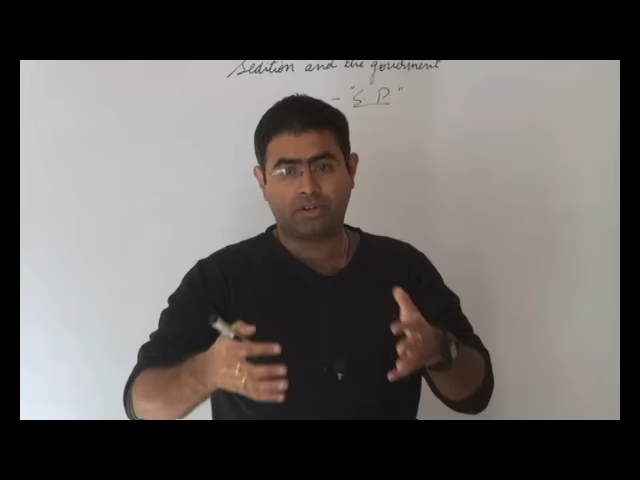 Sedition and the government
- "S. P"